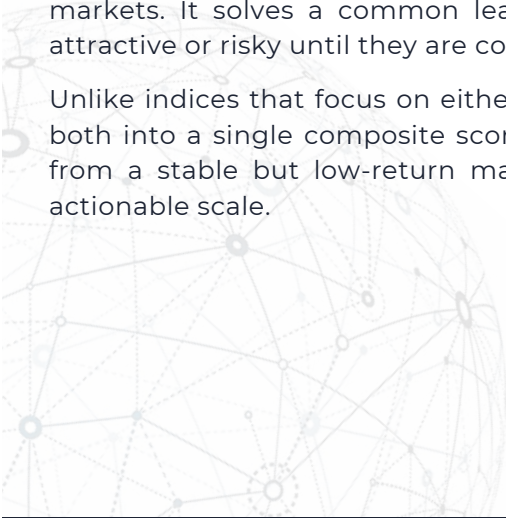 markets. It solves a common lea
attractive or risky until they are co
Unlike indices that focus on eithe
both into a single composite scor
from a stable but low-return ma
actionable scale.